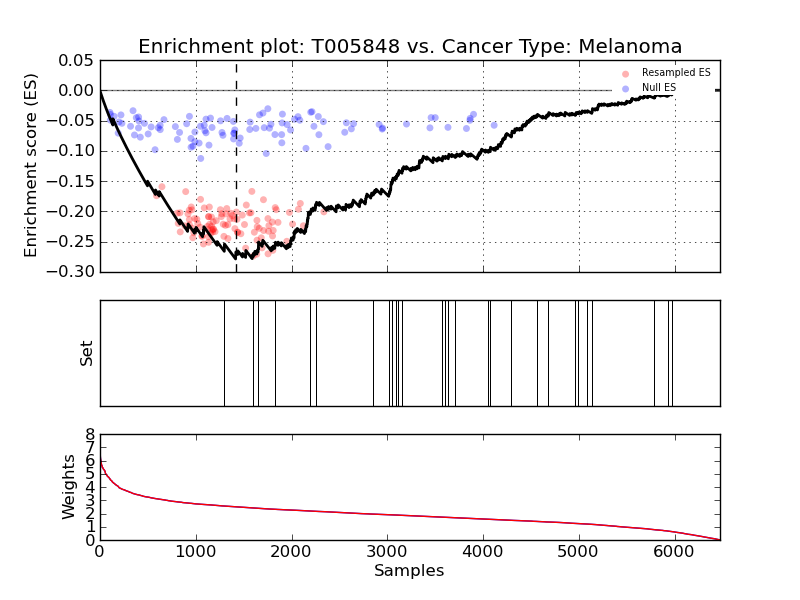 Enrichment plot: T005848 vs. Cancer Type: Melanoma
Enrichment score (ES)
0.05
0.00
−0.05
−0.10
−0.15
−0.20
−0.25
−0.30
Resampled ES
Null ES
Set
Weights
8
7
6
5
4
3
2
1
0
0 1000 2000 3000 4000 5000 6000
Samples